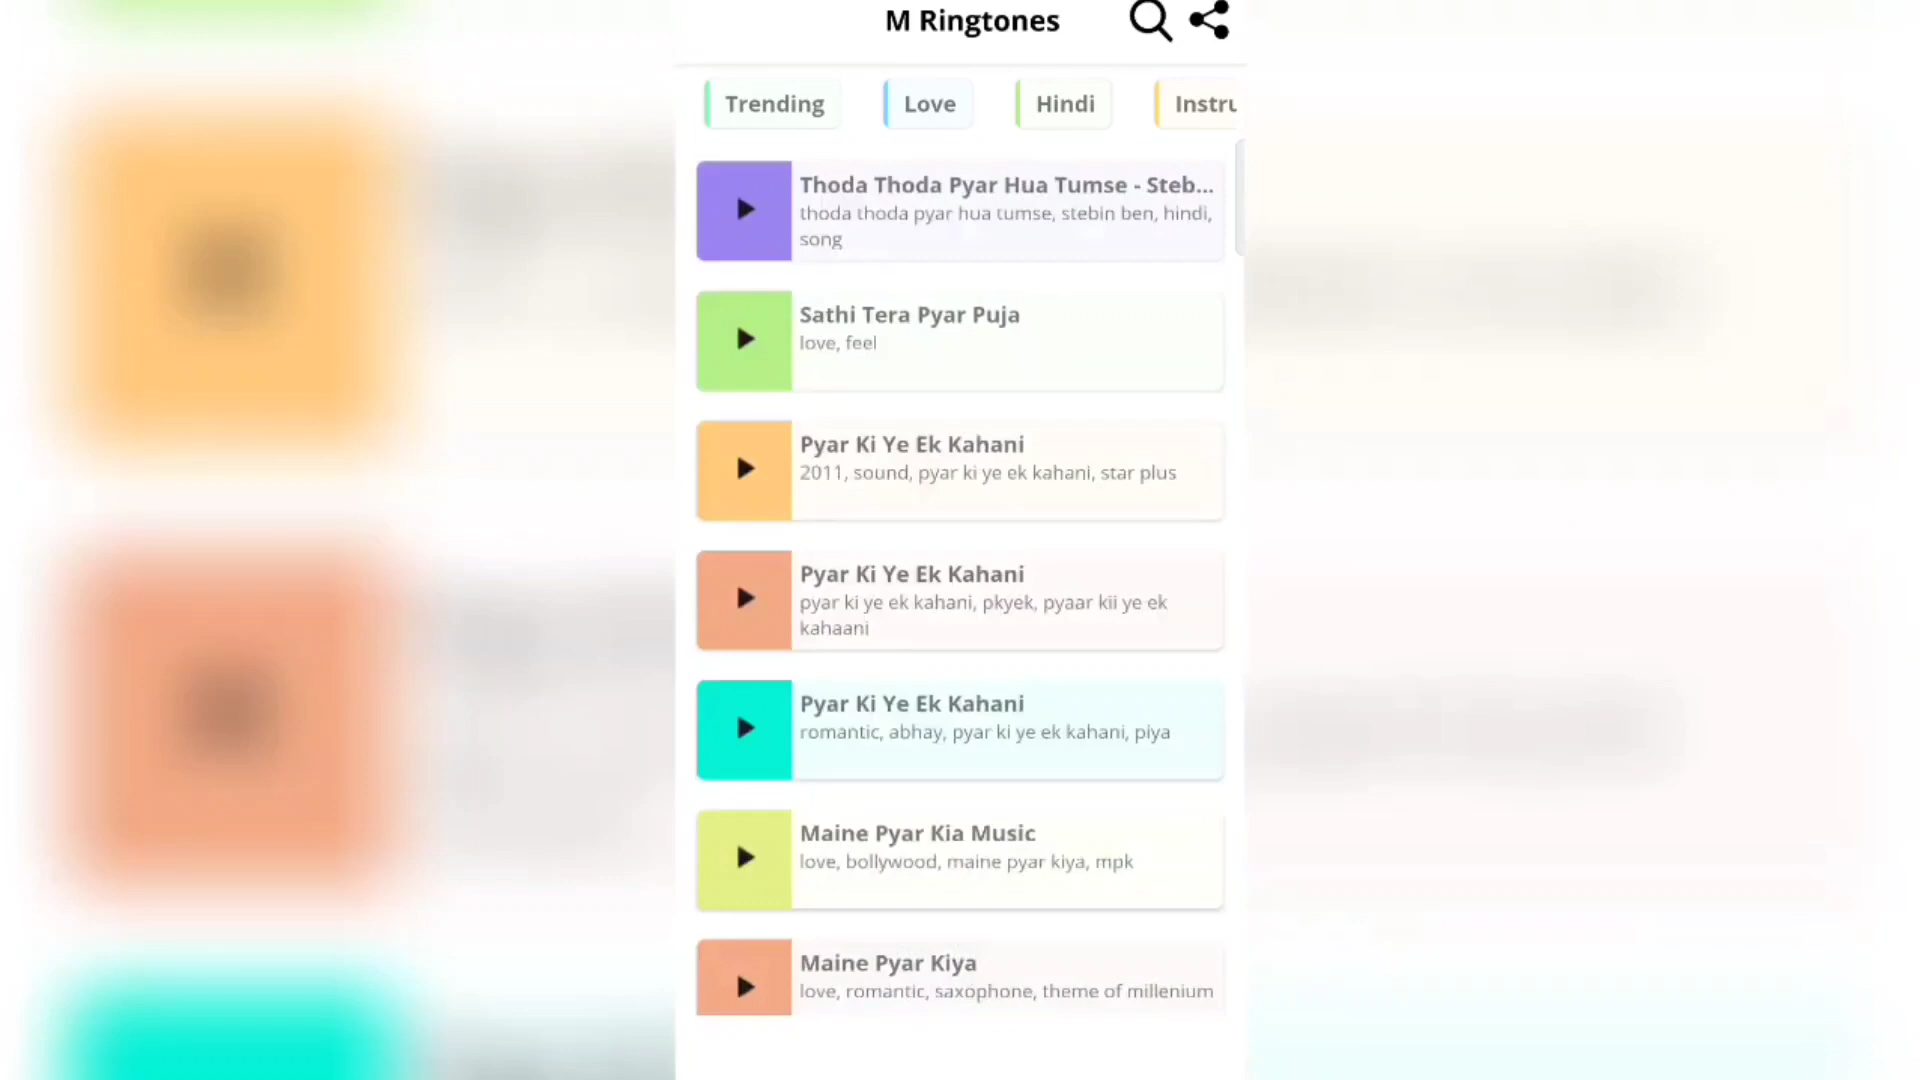 M Ringtones
Trending Love Hindi Instru
Thoda Thoda Pyar Hua Tumse - Steb...
thoda thoda pyar hua tumse, stebin ben, hindi,
song
Sathi Tera Pyar Puja
love, feel
Pyar Ki Ye Ek Kahani
2011, sound, pyar ki ye ek kahani, star plus
Pyar Ki Ye Ek Kahani
pyar ki ye ek kahani, pkyek, pyaar kii ye ek
kahaani
Pyar Ki Ye Ek Kahani
romantic, abhay, pyar ki ye ek kahani, piya
Maine Pyar Kia Music
love, bollywood, maine pyar kiya, mpk
Maine Pyar Kiya
love, romantic, saxophone, theme of millenium